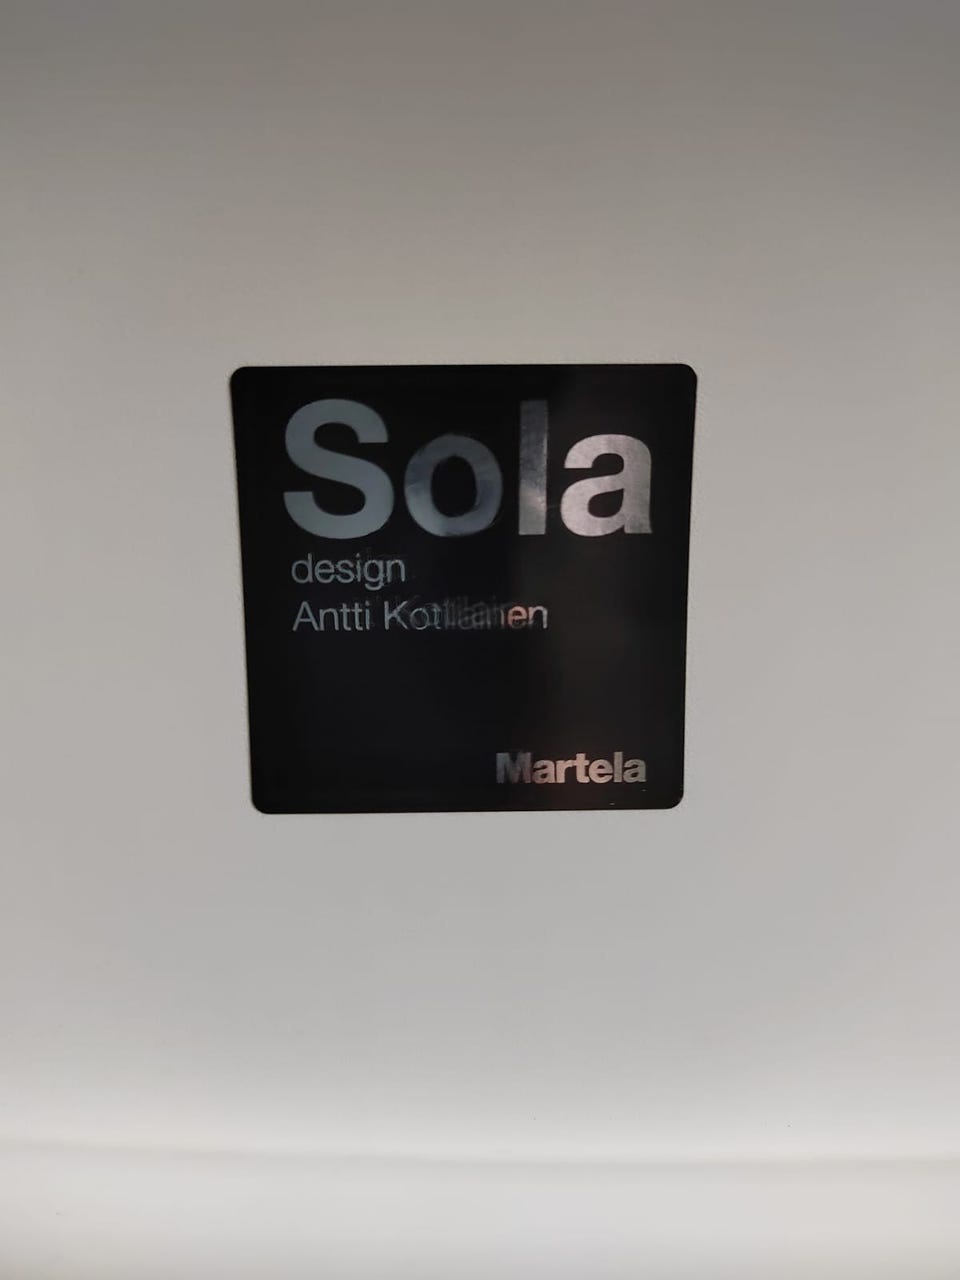 Sola
design
Antti Kotilainen
Martela